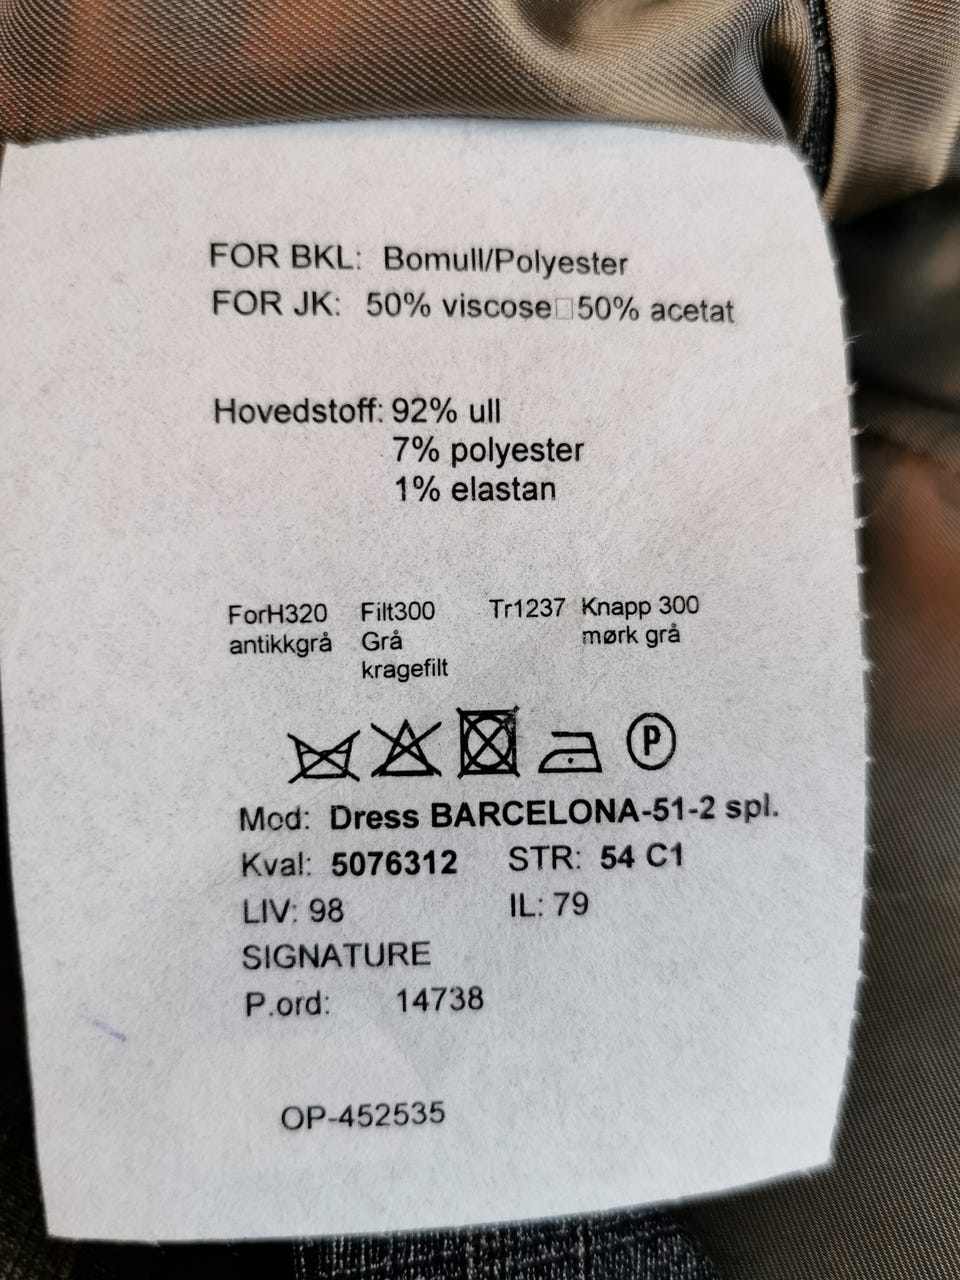 FOR BKL: Bomull/Polyester
FOR JK: 50% viscose□50% acetat
Hovedstoff: 92% ull
7% polyester
1% elastan
ForH320 Filt300 Tr1237 Knapp 300
antikkgrå Grå mørk grå
kragefilt
P
Mod: Dress BARCELONA-51-2 spl.
Kval: 5076312 STR: 54 C1
LIV: 98 IL: 79
SIGNATURE
P.ord: 14738
OP-452535